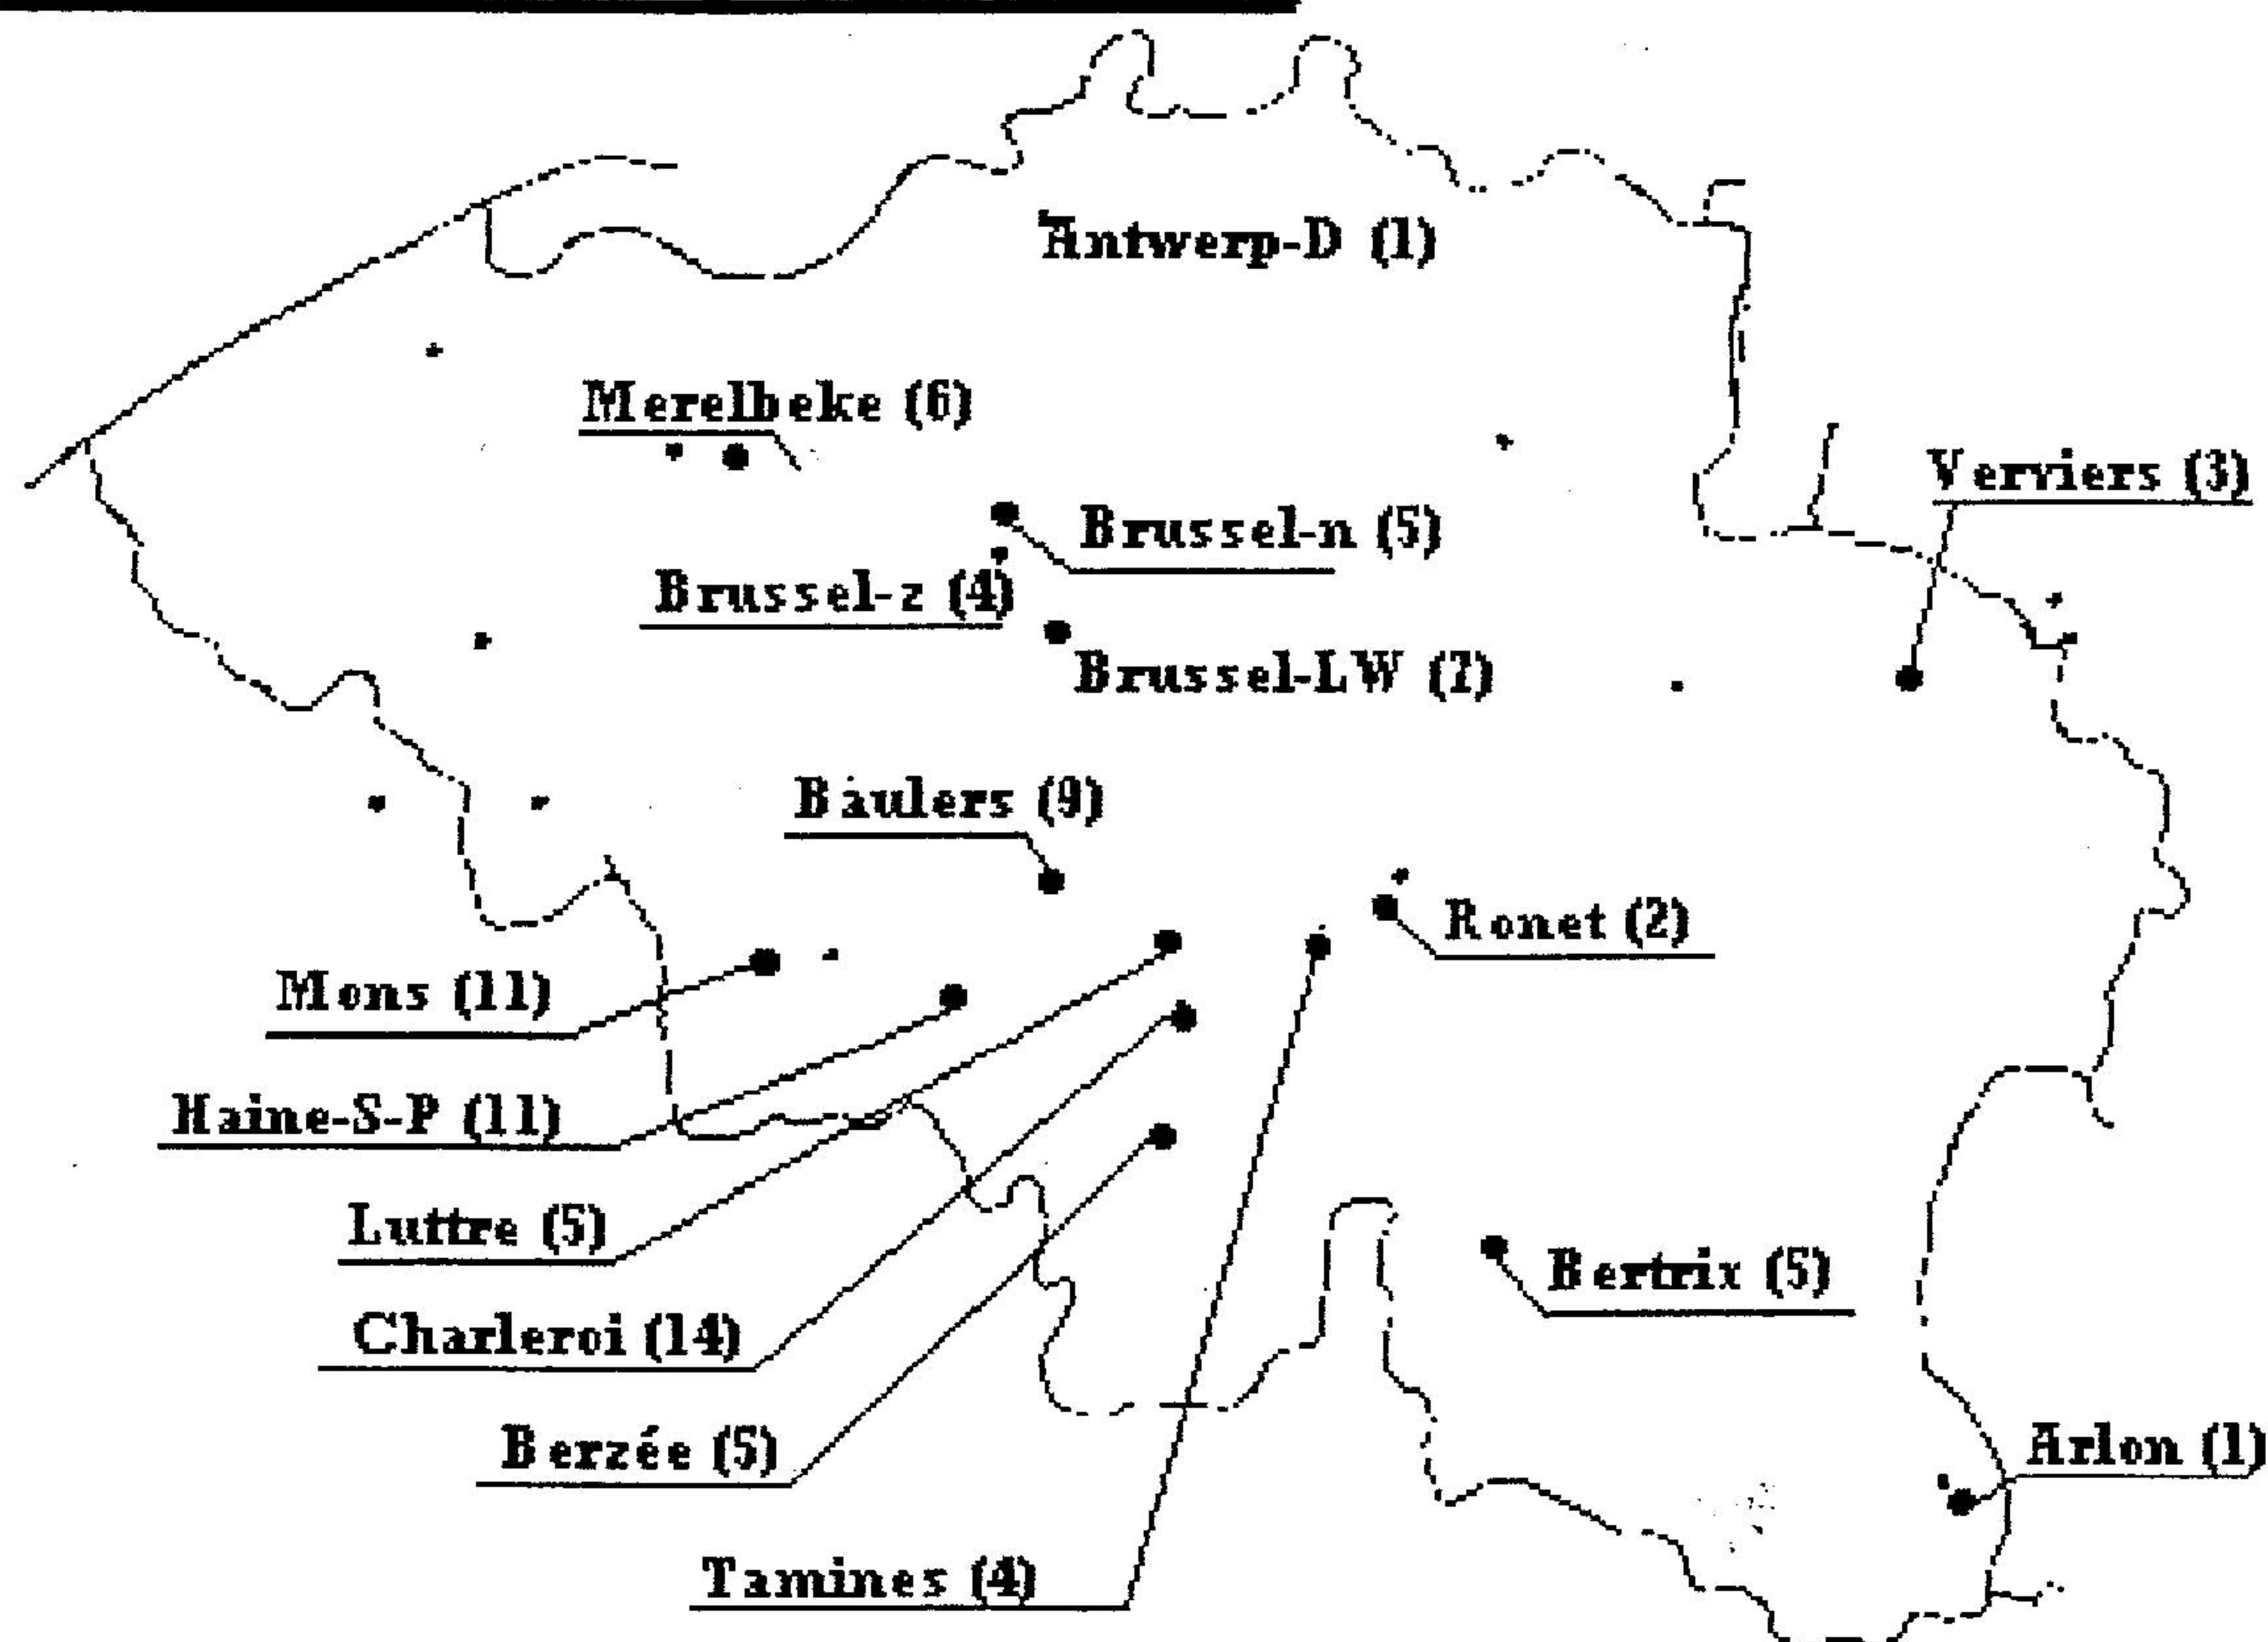 Antwerp-D (1)
Merelbeke (6)
Verviers (3)
Brussel-n (5)
Brussel-z (4)
Brussel-LW (7)
Baulers (9)
Ronet (2)
Mons (11)
Haine-S-P (11)
Luttre (5)
Bertrix (5)
Charleroi (14)
Berzée (5)
Arlon (1)
Tamines (4)